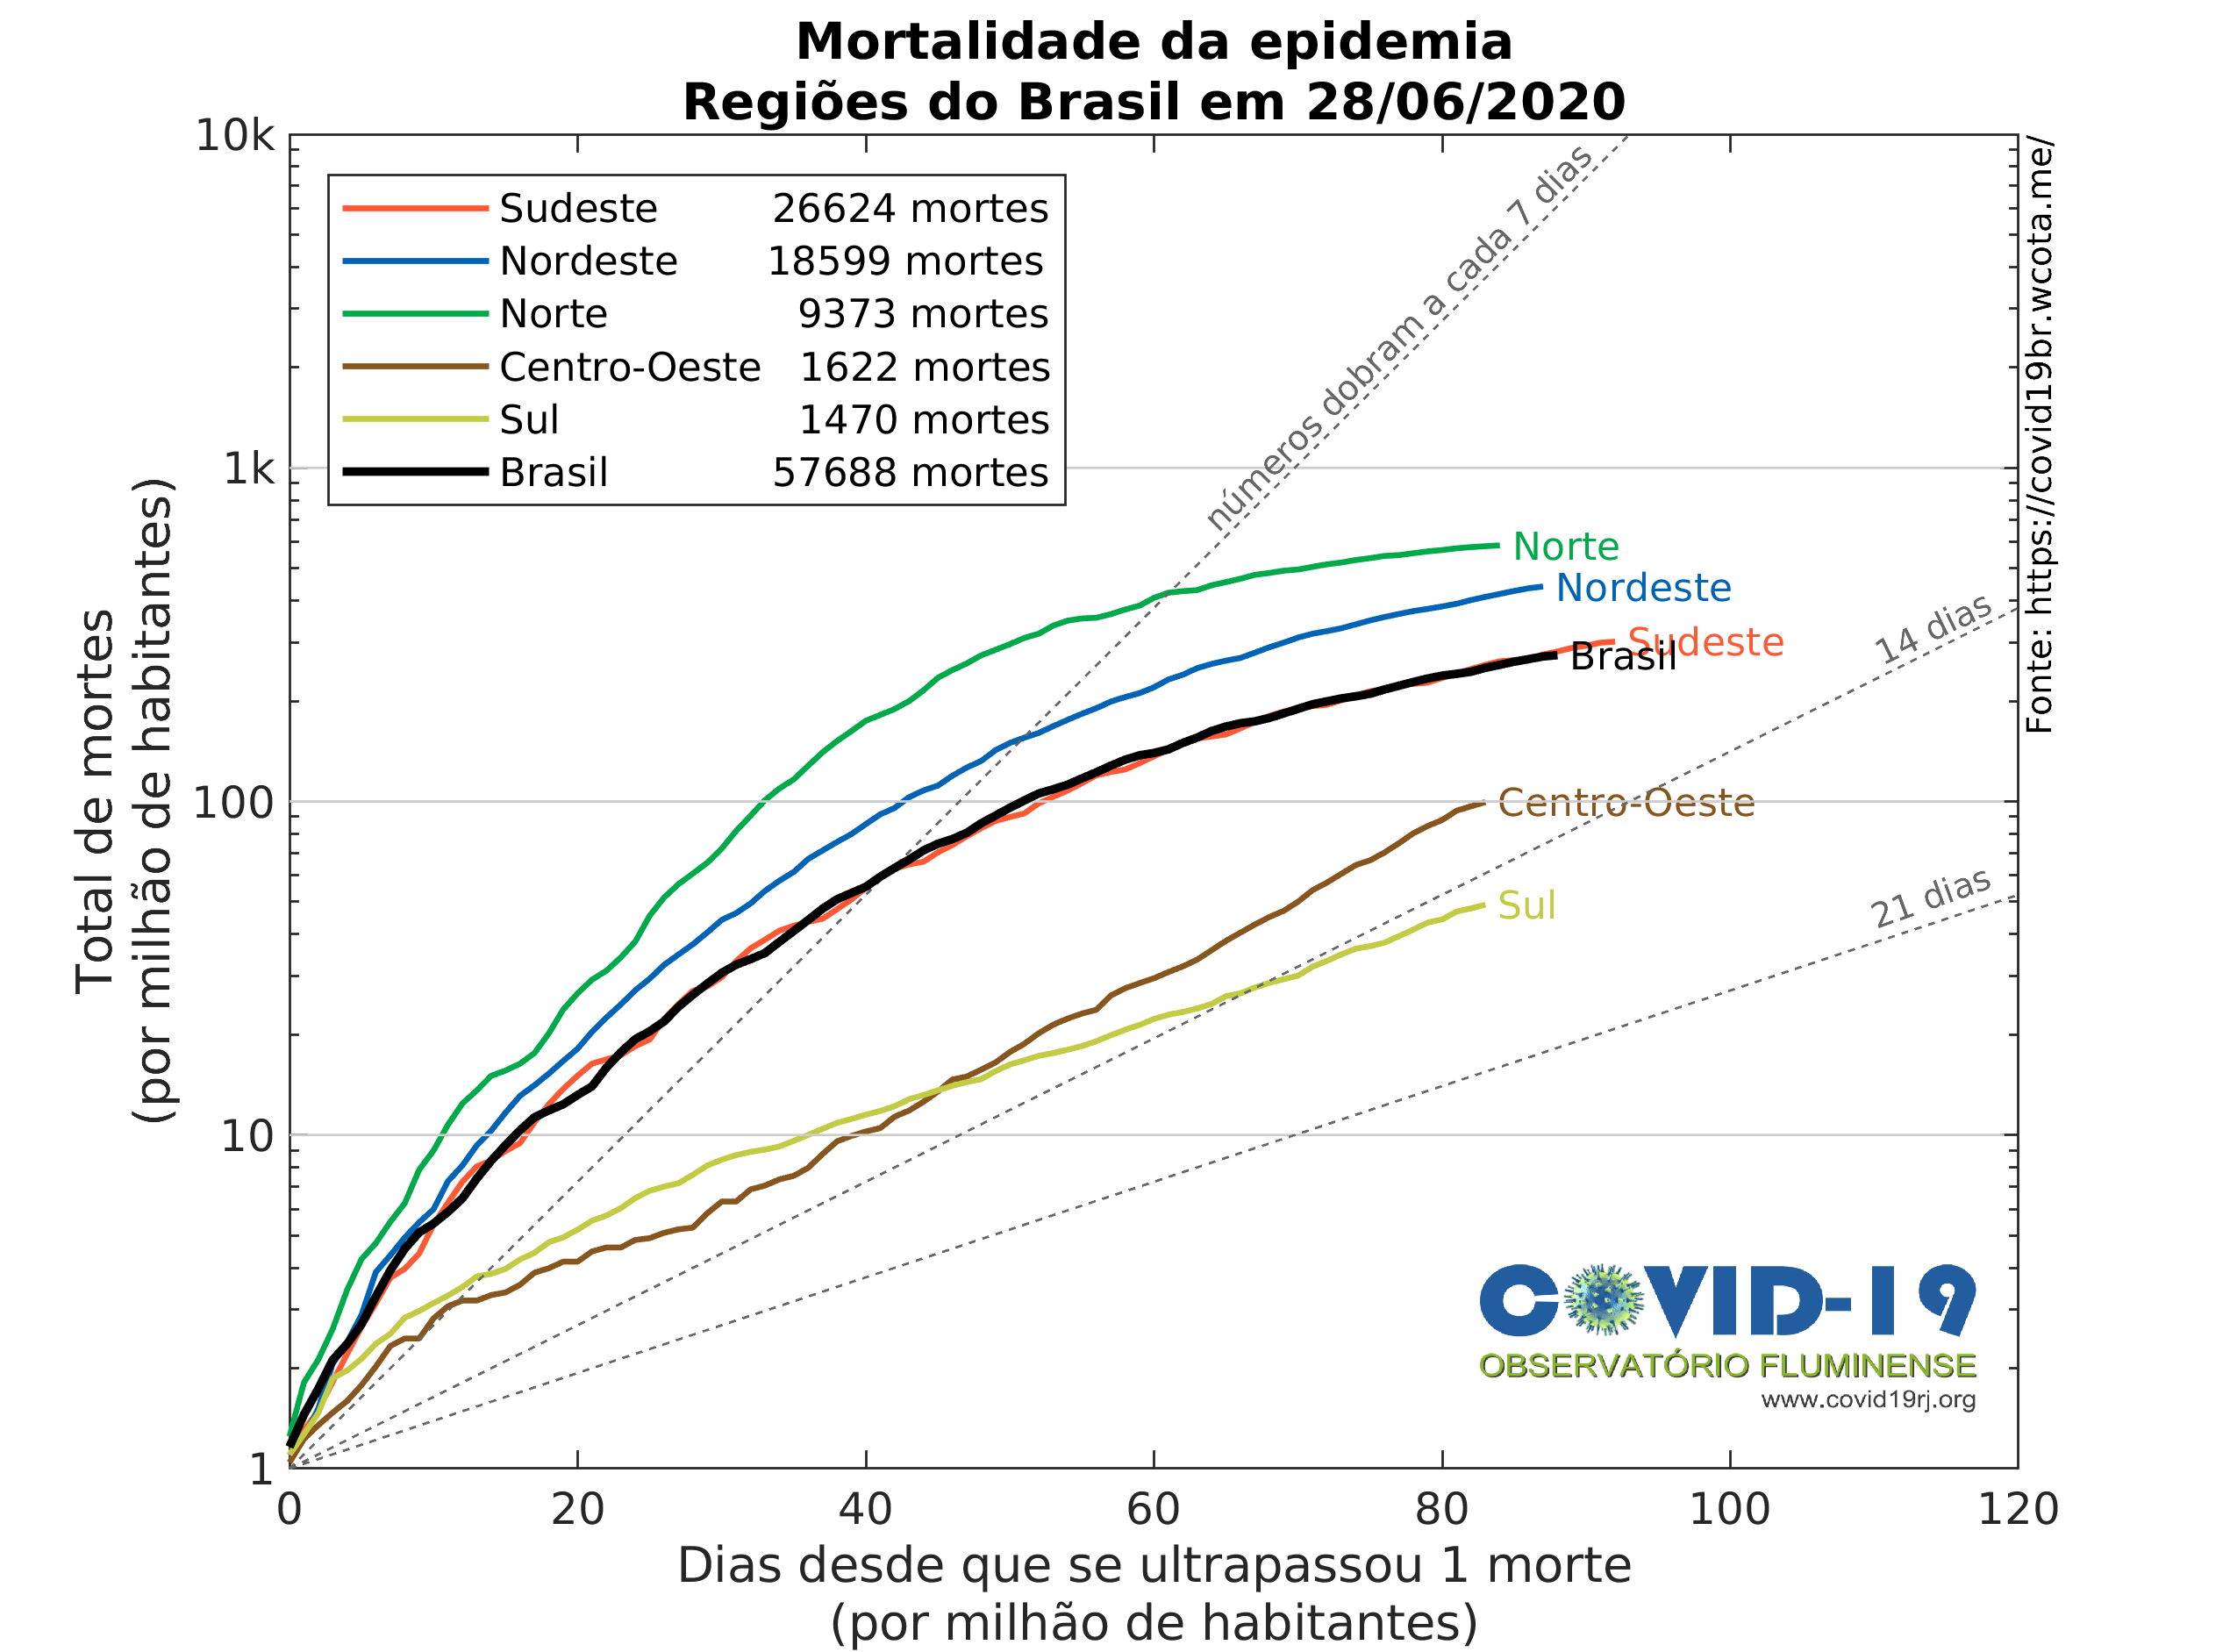 Mortalidade da epidemia
Regiões do Brasil em 28/06/2020
10k
1k
100
10
1
Total de mortes
(por milhão de habitantes)
Sudeste 26624 mortes
Nordeste 18599 mortes
Norte 9373 mortes
Centro-Oeste 1622 mortes
Sul 1470 mortes
Brasil 57688 mortes
números dobram a cada 7 dias
14 dias
21 dias
Norte
Nordeste
Sudeste
Brasil
Centro-Oeste
Sul
Fonte: https://covid19br.wcota.me/
COVID-19
OBSERVATÓRIO FLUMINENSE
www.covid19rj.org
0 20 40 60 80 100 120
Dias desde que se ultrapassou 1 morte
(por milhão de habitantes)